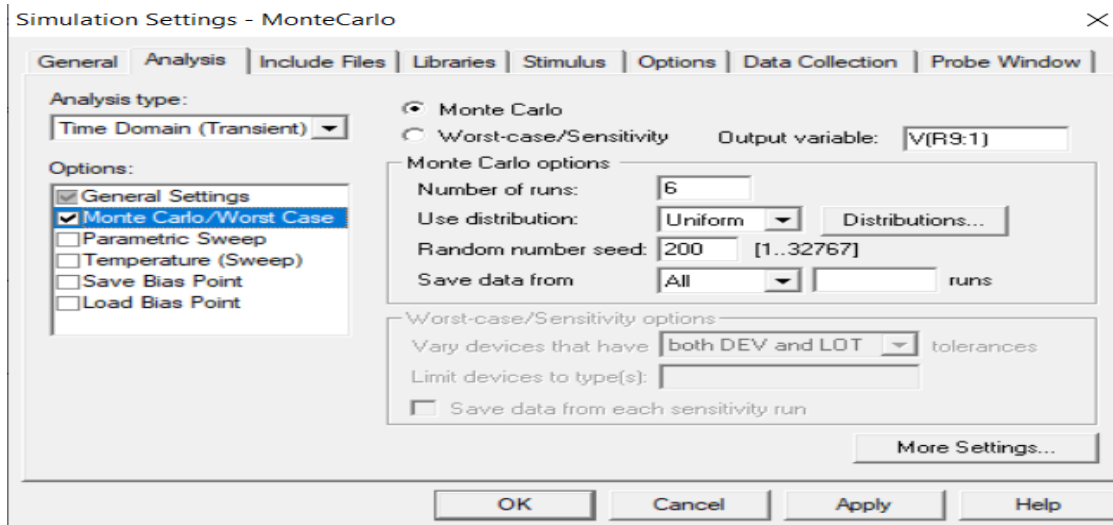 Simulation Settings - MonteCarlo
General Analysis Include Files Libraries Stimulus Options Data Collection Probe Window
Analysis type:
Time Domain (Transient)
Options:
General Settings
Monte Carlo/Worst Case
Parametric Sweep
Temperature (Sweep)
Save Bias Point
Load Bias Point
Monte Carlo
Worst-case/Sensitivity Output variable: V(R9:1)
Monte Carlo options
Number of runs: 6
Use distribution: Uniform Distributions...
Random number seed: 200 [1..32767]
Save data from All runs
Worst-case/Sensitivity options
Vary devices that have both DEV and LOT tolerances
Limit devices to type(s):
Save data from each sensitivity run
More Settings...
OK Cancel Apply Help